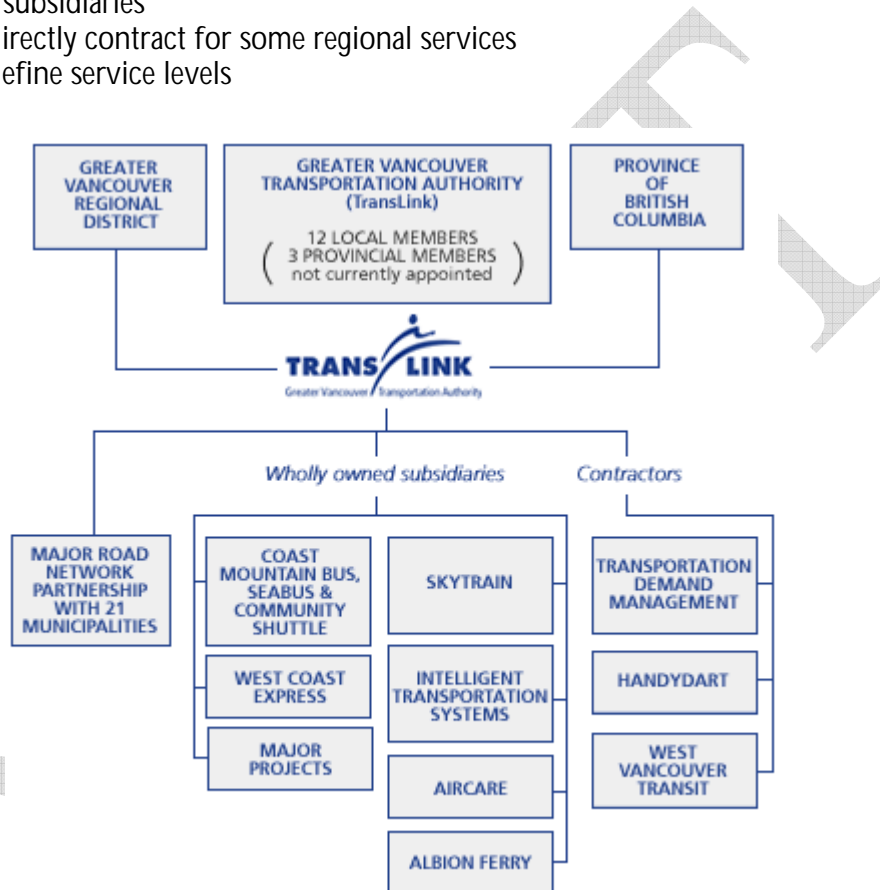 subsidiaries
irectly contract for some regional services
efine service levels
GREATER
VANCOUVER
REGIONAL
DISTRICT
GREATER VANCOUVER
TRANSPORTATION AUTHORITY
(TransLink)
12 LOCAL MEMBERS
3 PROVINCIAL MEMBERS
not currently appointed
PROVINCE
OF
BRITISH
COLUMBIA
TRANS LINK
Greater Vancouver Transportation Authority
Wholly owned subsidiaries
Contractors
MAJOR ROAD
NETWORK
PARTNERSHIP
WITH 21
MUNICIPALITIES
COAST
MOUNTAIN BUS,
SEABUS &
COMMUNITY
SHUTTLE
WEST COAST
EXPRESS
MAJOR
PROJECTS
SKYTRAIN
INTELLIGENT
TRANSPORTATION
SYSTEMS
AIRCARE
ALBION FERRY
TRANSPORTATION
DEMAND
MANAGEMENT
HANDYDART
WEST
VANCOUVER
TRANSIT